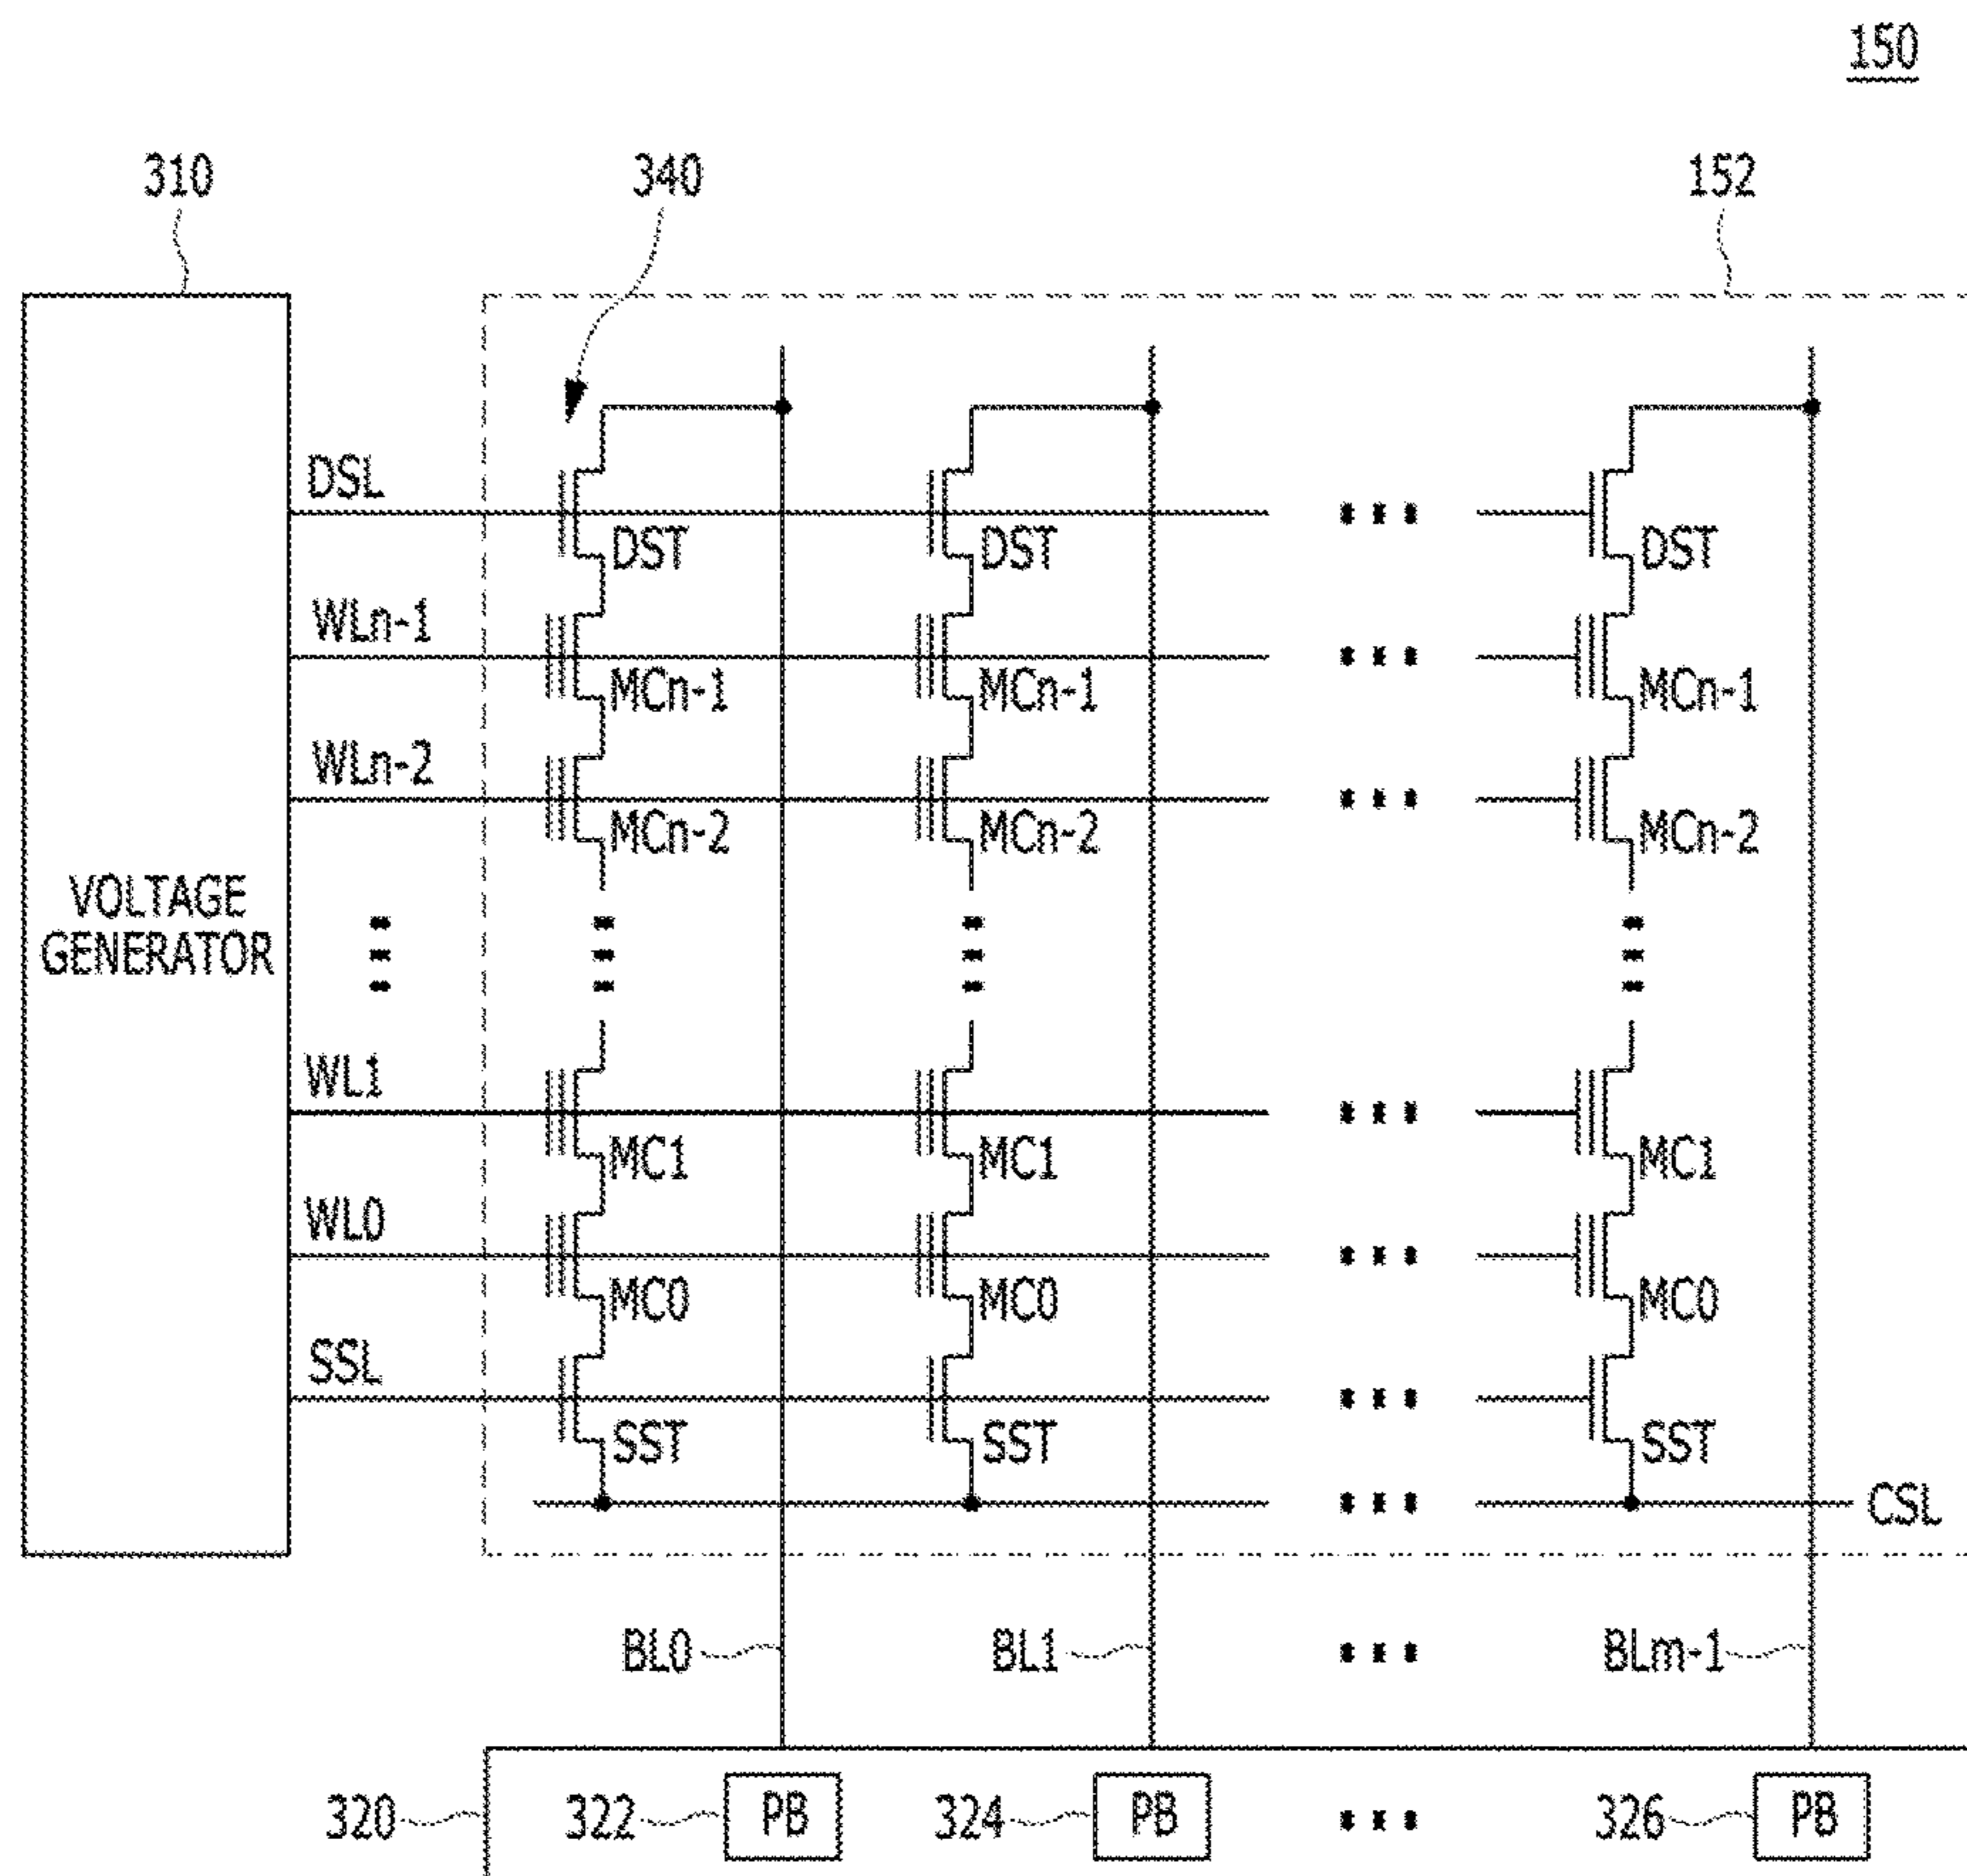 150
310 340 152
DSL
DST DST DST
WLn-1
MCn-1 MCn-1 MCn-1
WLn-2
MCn-2 MCn-2 MCn-2
VOLTAGE
GENERATOR
WL1
MC1 MC1 MC1
WL0
MC0 MC0 MC0
SSL
SST SST SST
CSL
BL0 BL1 BLm-1
320 322 PB 324 PB 326 PB